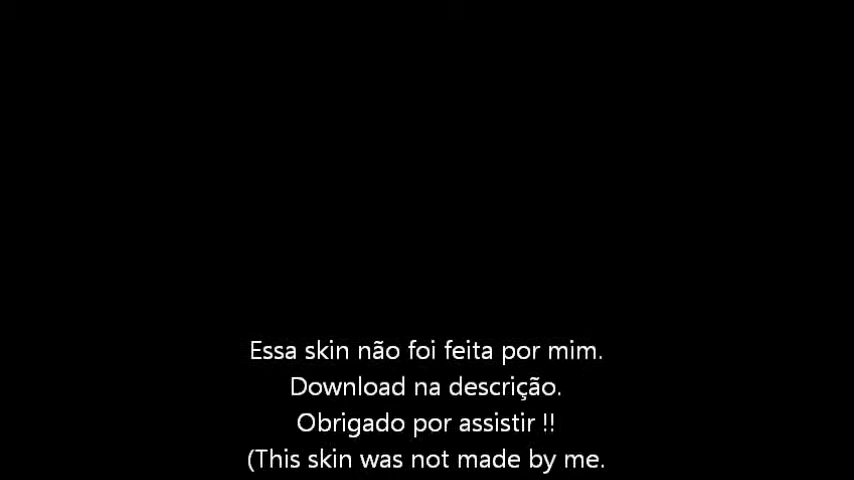 Essa skin não foi feita por mim.
Download na descrição.
Obrigado por assistir !!
(This skin was not made by me.